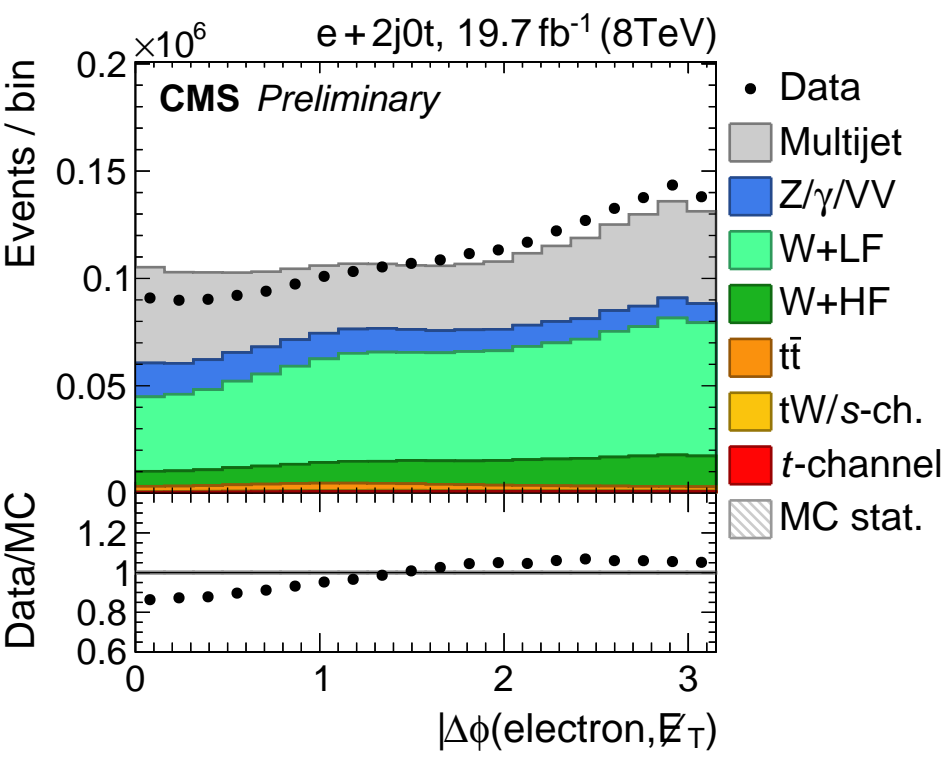 ×10⁶
e + 2j0t, 19.7 fb⁻¹ (8TeV)
CMS Preliminary
Events / bin
0.2
0.15
0.1
0.05
0
Data
Multijet
Z/γ/VV
W+LF
W+HF
tt̄
tW/s-ch.
t-channel
MC stat.
Data/MC
1.2
1
0.8
0.6
0 1 2 3
|Δϕ(electron,E̸T)